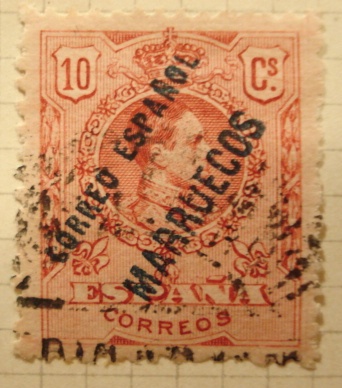 10 Cs.
CORREO ESPAÑOL
MARRUECOS
ESPAÑA
CORREOS